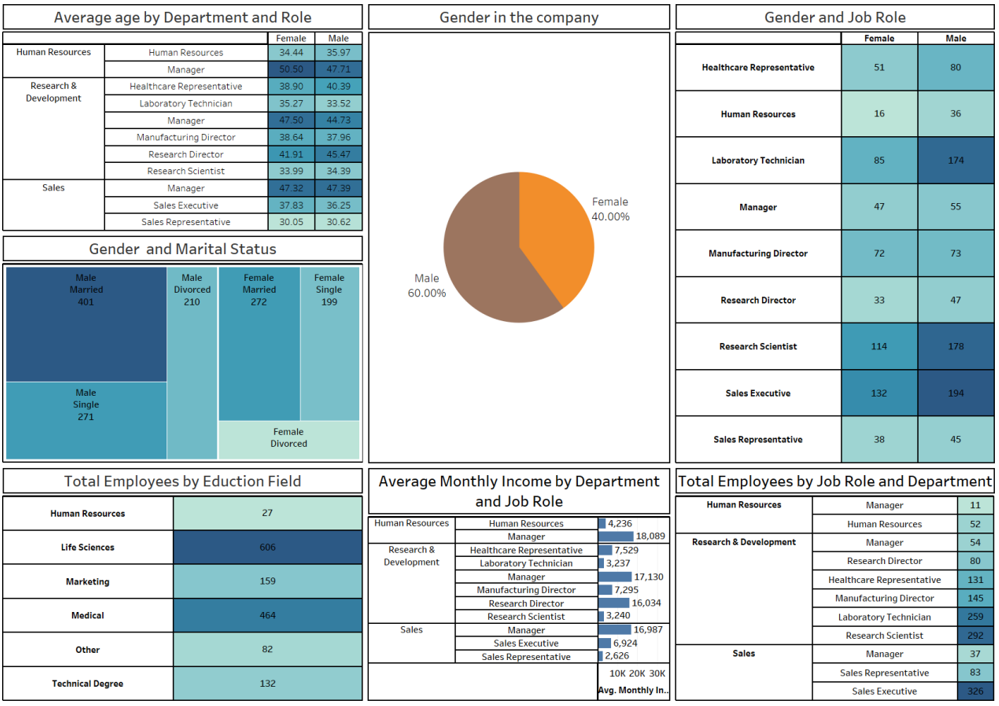 Average age by Department and Role
Female Male
Human Resources Human Resources 34.44 35.97
Manager 50.50 47.71
Research & Development Healthcare Representative 38.90 40.39
Laboratory Technician 35.27 33.52
Manager 47.50 44.73
Manufacturing Director 38.64 37.96
Research Director 41.91 45.47
Research Scientist 33.99 34.39
Sales Manager 47.32 47.39
Sales Executive 37.83 36.25
Sales Representative 30.05 30.62
Gender and Marital Status
Male
Married
401
Male
Single
271
Male
Divorced
210
Female
Married
272
Female
Single
199
Female
Divorced
Gender in the company
Female
40.00%
Male
60.00%
Gender and Job Role
Female Male
Healthcare Representative 51 80
Human Resources 16 36
Laboratory Technician 85 174
Manager 47 55
Manufacturing Director 72 73
Research Director 33 47
Research Scientist 114 178
Sales Executive 132 194
Sales Representative 38 45
Total Employees by Eduction Field
Human Resources 27
Life Sciences 606
Marketing 159
Medical 464
Other 82
Technical Degree 132
Average Monthly Income by Department
and Job Role
Human Resources Human Resources 4,236
Manager 18,089
Research & Development Healthcare Representative 7,529
Laboratory Technician 3,237
Manager 17,130
Manufacturing Director 7,295
Research Director 16,034
Research Scientist 3,240
Sales Manager 16,987
Sales Executive 6,924
Sales Representative 2,626
10K 20K 30K
Avg. Monthly In..
Total Employees by Job Role and Department
Human Resources Manager 11
Human Resources 52
Research & Development Manager 54
Research Director 80
Healthcare Representative 131
Manufacturing Director 145
Laboratory Technician 259
Research Scientist 292
Sales Manager 37
Sales Representative 83
Sales Executive 326